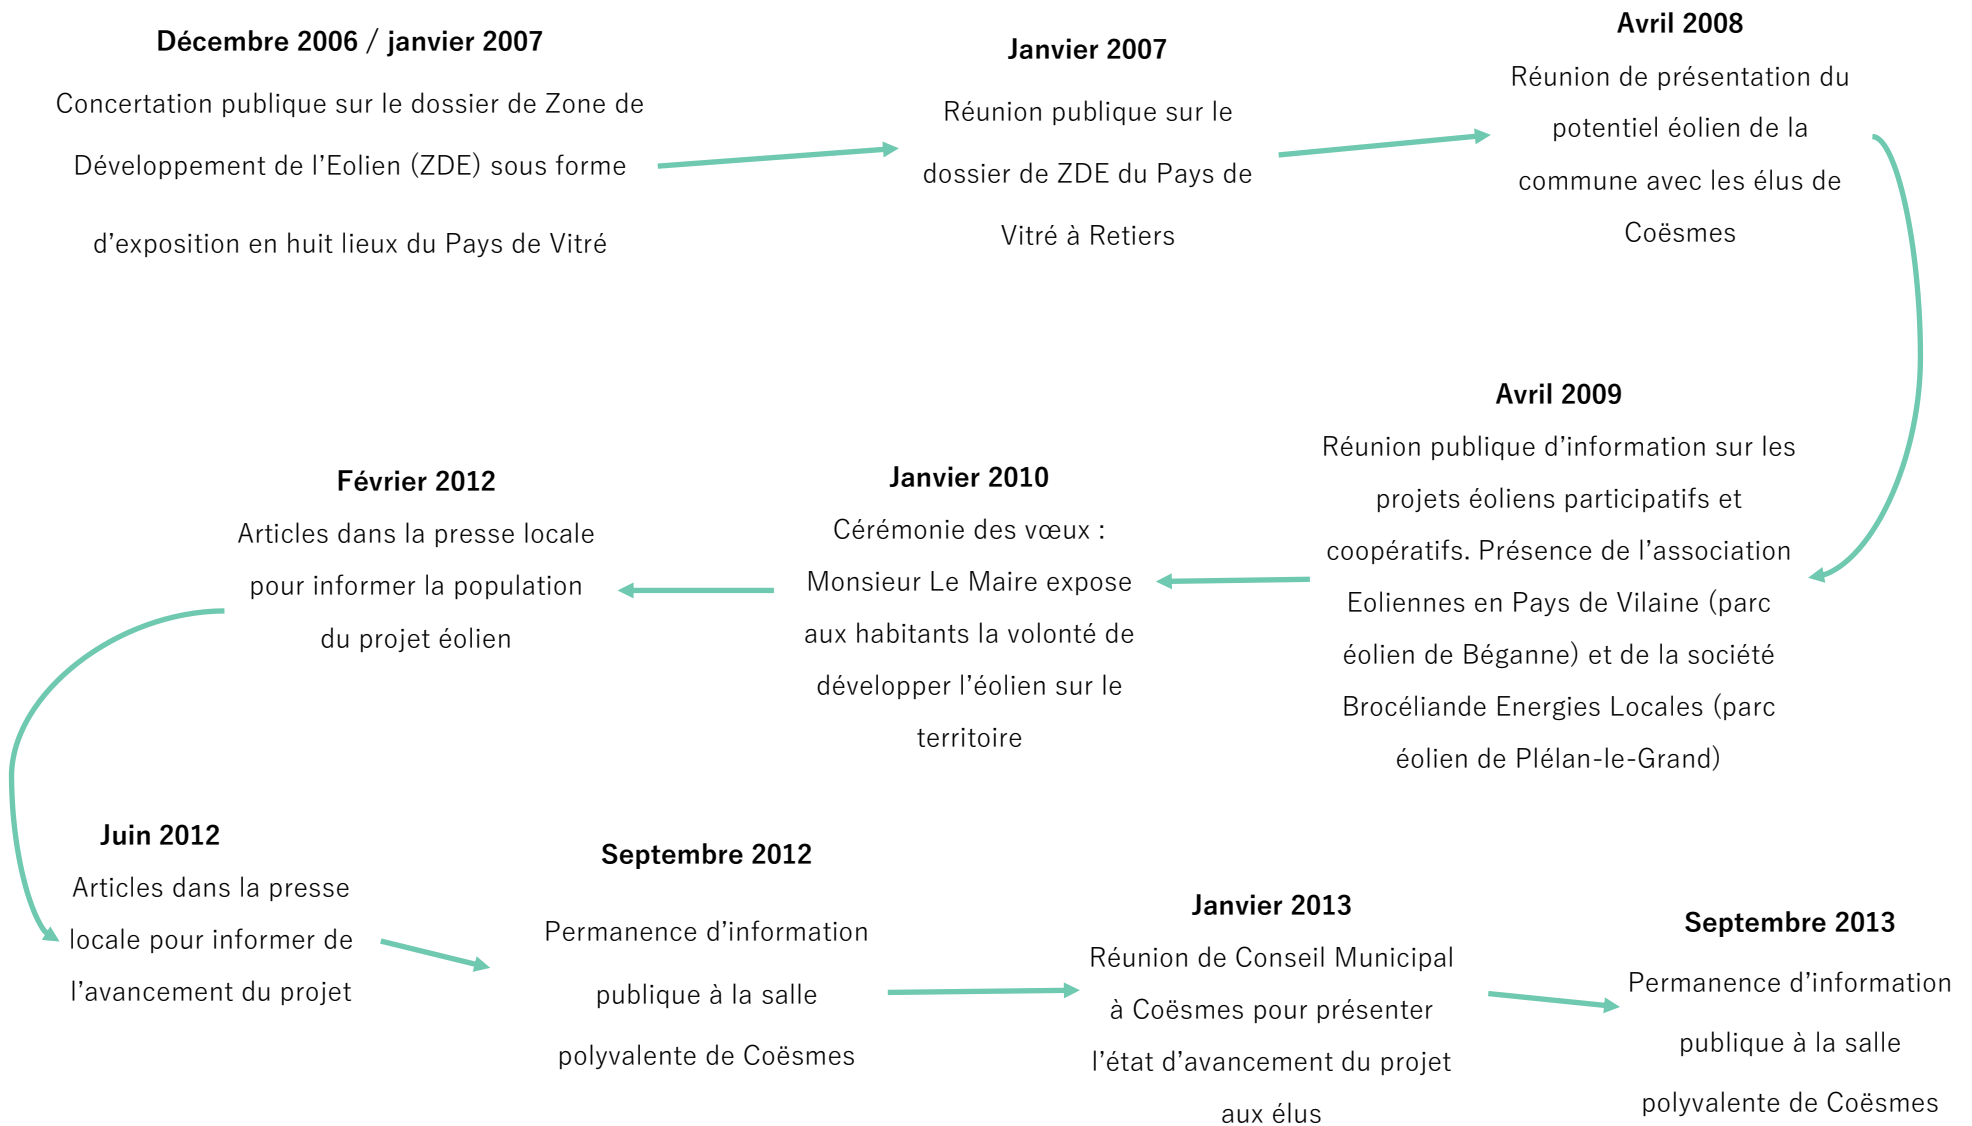 Décembre 2006 / janvier 2007
Concertation publique sur le dossier de Zone de
Développement de l'Eolien (ZDE) sous forme
d'exposition en huit lieux du Pays de Vitré
Janvier 2007
Réunion publique sur le
dossier de ZDE du Pays de
Vitré à Retiers
Avril 2008
Réunion de présentation du
potentiel éolien de la
commune avec les élus de
Coësmes
Avril 2009
Réunion publique d'information sur les
projets éoliens participatifs et
coopératifs. Présence de l'association
Eoliennes en Pays de Vilaine (parc
éolien de Béganne) et de la société
Brocéliande Energies Locales (parc
éolien de Plélan-le-Grand)
Janvier 2010
Cérémonie des vœux :
Monsieur Le Maire expose
aux habitants la volonté de
développer l'éolien sur le
territoire
Février 2012
Articles dans la presse locale
pour informer la population
du projet éolien
Juin 2012
Articles dans la presse
locale pour informer de
l'avancement du projet
Septembre 2012
Permanence d'information
publique à la salle
polyvalente de Coësmes
Janvier 2013
Réunion de Conseil Municipal
à Coësmes pour présenter
l'état d'avancement du projet
aux élus
Septembre 2013
Permanence d'information
publique à la salle
polyvalente de Coësmes